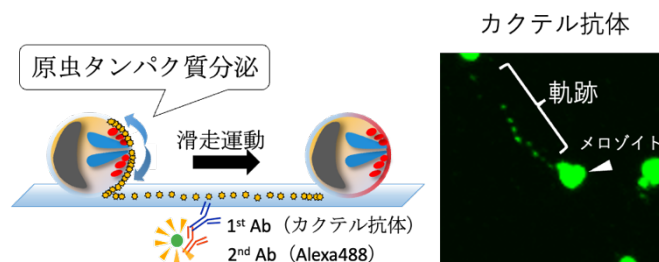 カクテル抗体
原虫タンパク質分泌
軌跡
滑走運動
メロゾイト
1st Ab（カクテル抗体）
2nd Ab（Alexa488）